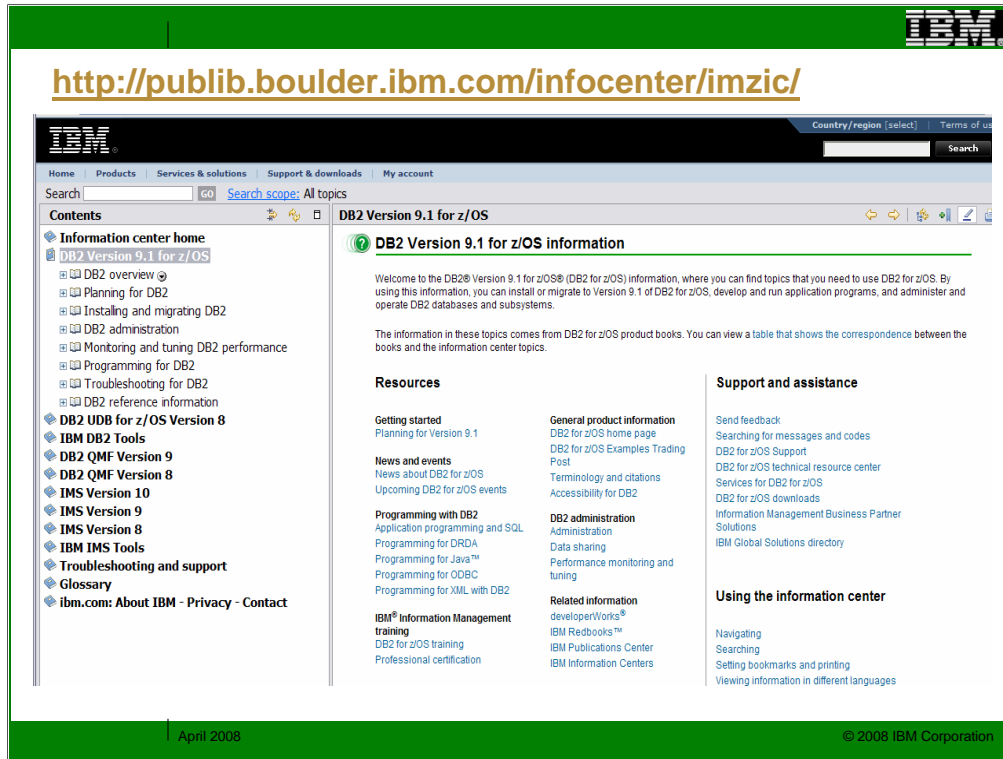 IBM.
http://publib.boulder.ibm.com/infocenter/imzic/
Country/region [select] | Terms of us
IBM.
Search
Home | Products | Services & solutions | Support & downloads | My account
Search GO Search scope: All topics
Contents
Information center home
DB2 Version 9.1 for z/OS
DB2 overview
Planning for DB2
Installing and migrating DB2
DB2 administration
Monitoring and tuning DB2 performance
Programming for DB2
Troubleshooting for DB2
DB2 reference information
DB2 UDB for z/OS Version 8
IBM DB2 Tools
DB2 QMF Version 9
DB2 QMF Version 8
IMS Version 10
IMS Version 9
IMS Version 8
IBM IMS Tools
Troubleshooting and support
Glossary
ibm.com: About IBM - Privacy - Contact
DB2 Version 9.1 for z/OS
DB2 Version 9.1 for z/OS information
Welcome to the DB2® Version 9.1 for z/OS® (DB2 for z/OS) information, where you can find topics that you need to use DB2 for z/OS. By
using this information, you can install or migrate to Version 9.1 of DB2 for z/OS, develop and run application programs, and administer and
operate DB2 databases and subsystems.
The information in these topics comes from DB2 for z/OS product books. You can view a table that shows the correspondence between the
books and the information center topics.
Resources
Getting started
Planning for Version 9.1
News and events
News about DB2 for z/OS
Upcoming DB2 for z/OS events
Programming with DB2
Application programming and SQL
Programming for DRDA
Programming for Java™
Programming for ODBC
Programming for XML with DB2
IBM® Information Management
training
DB2 for z/OS training
Professional certification
General product information
DB2 for z/OS home page
DB2 for z/OS Examples Trading
Post
Terminology and citations
Accessibility for DB2
DB2 administration
Administration
Data sharing
Performance monitoring and
tuning
Related information
developerWorks®
IBM Redbooks™
IBM Publications Center
IBM Information Centers
Support and assistance
Send feedback
Searching for messages and codes
DB2 for z/OS Support
DB2 for z/OS technical resource center
Services for DB2 for z/OS
DB2 for z/OS downloads
Information Management Business Partner
Solutions
IBM Global Solutions directory
Using the information center
Navigating
Searching
Setting bookmarks and printing
Viewing information in different languages
April 2008
© 2008 IBM Corporation